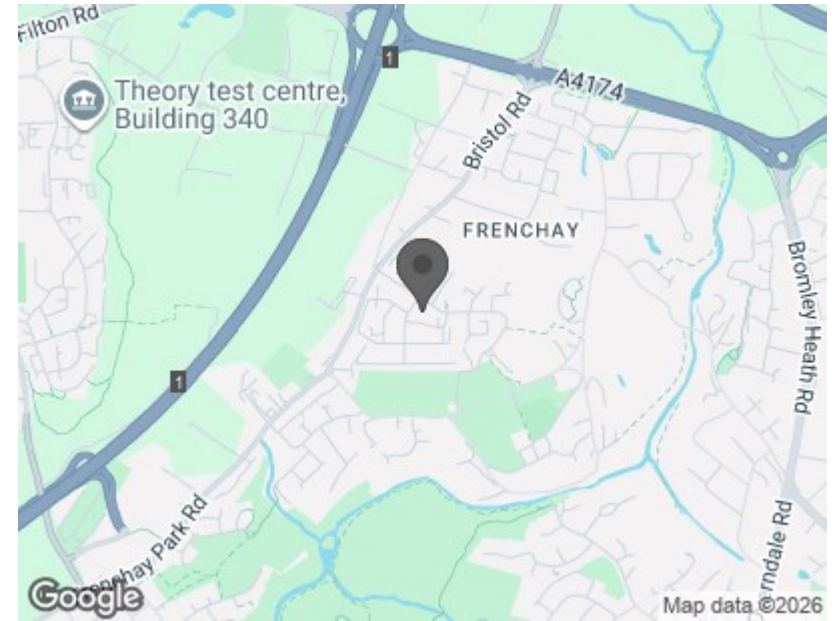 Filton Rd
1
Theory test centre,
Building 340
A4174
Bristol Rd
FRENCHAY
Bromley Heath Rd
1
Park Rd
Google
Map data ©2026